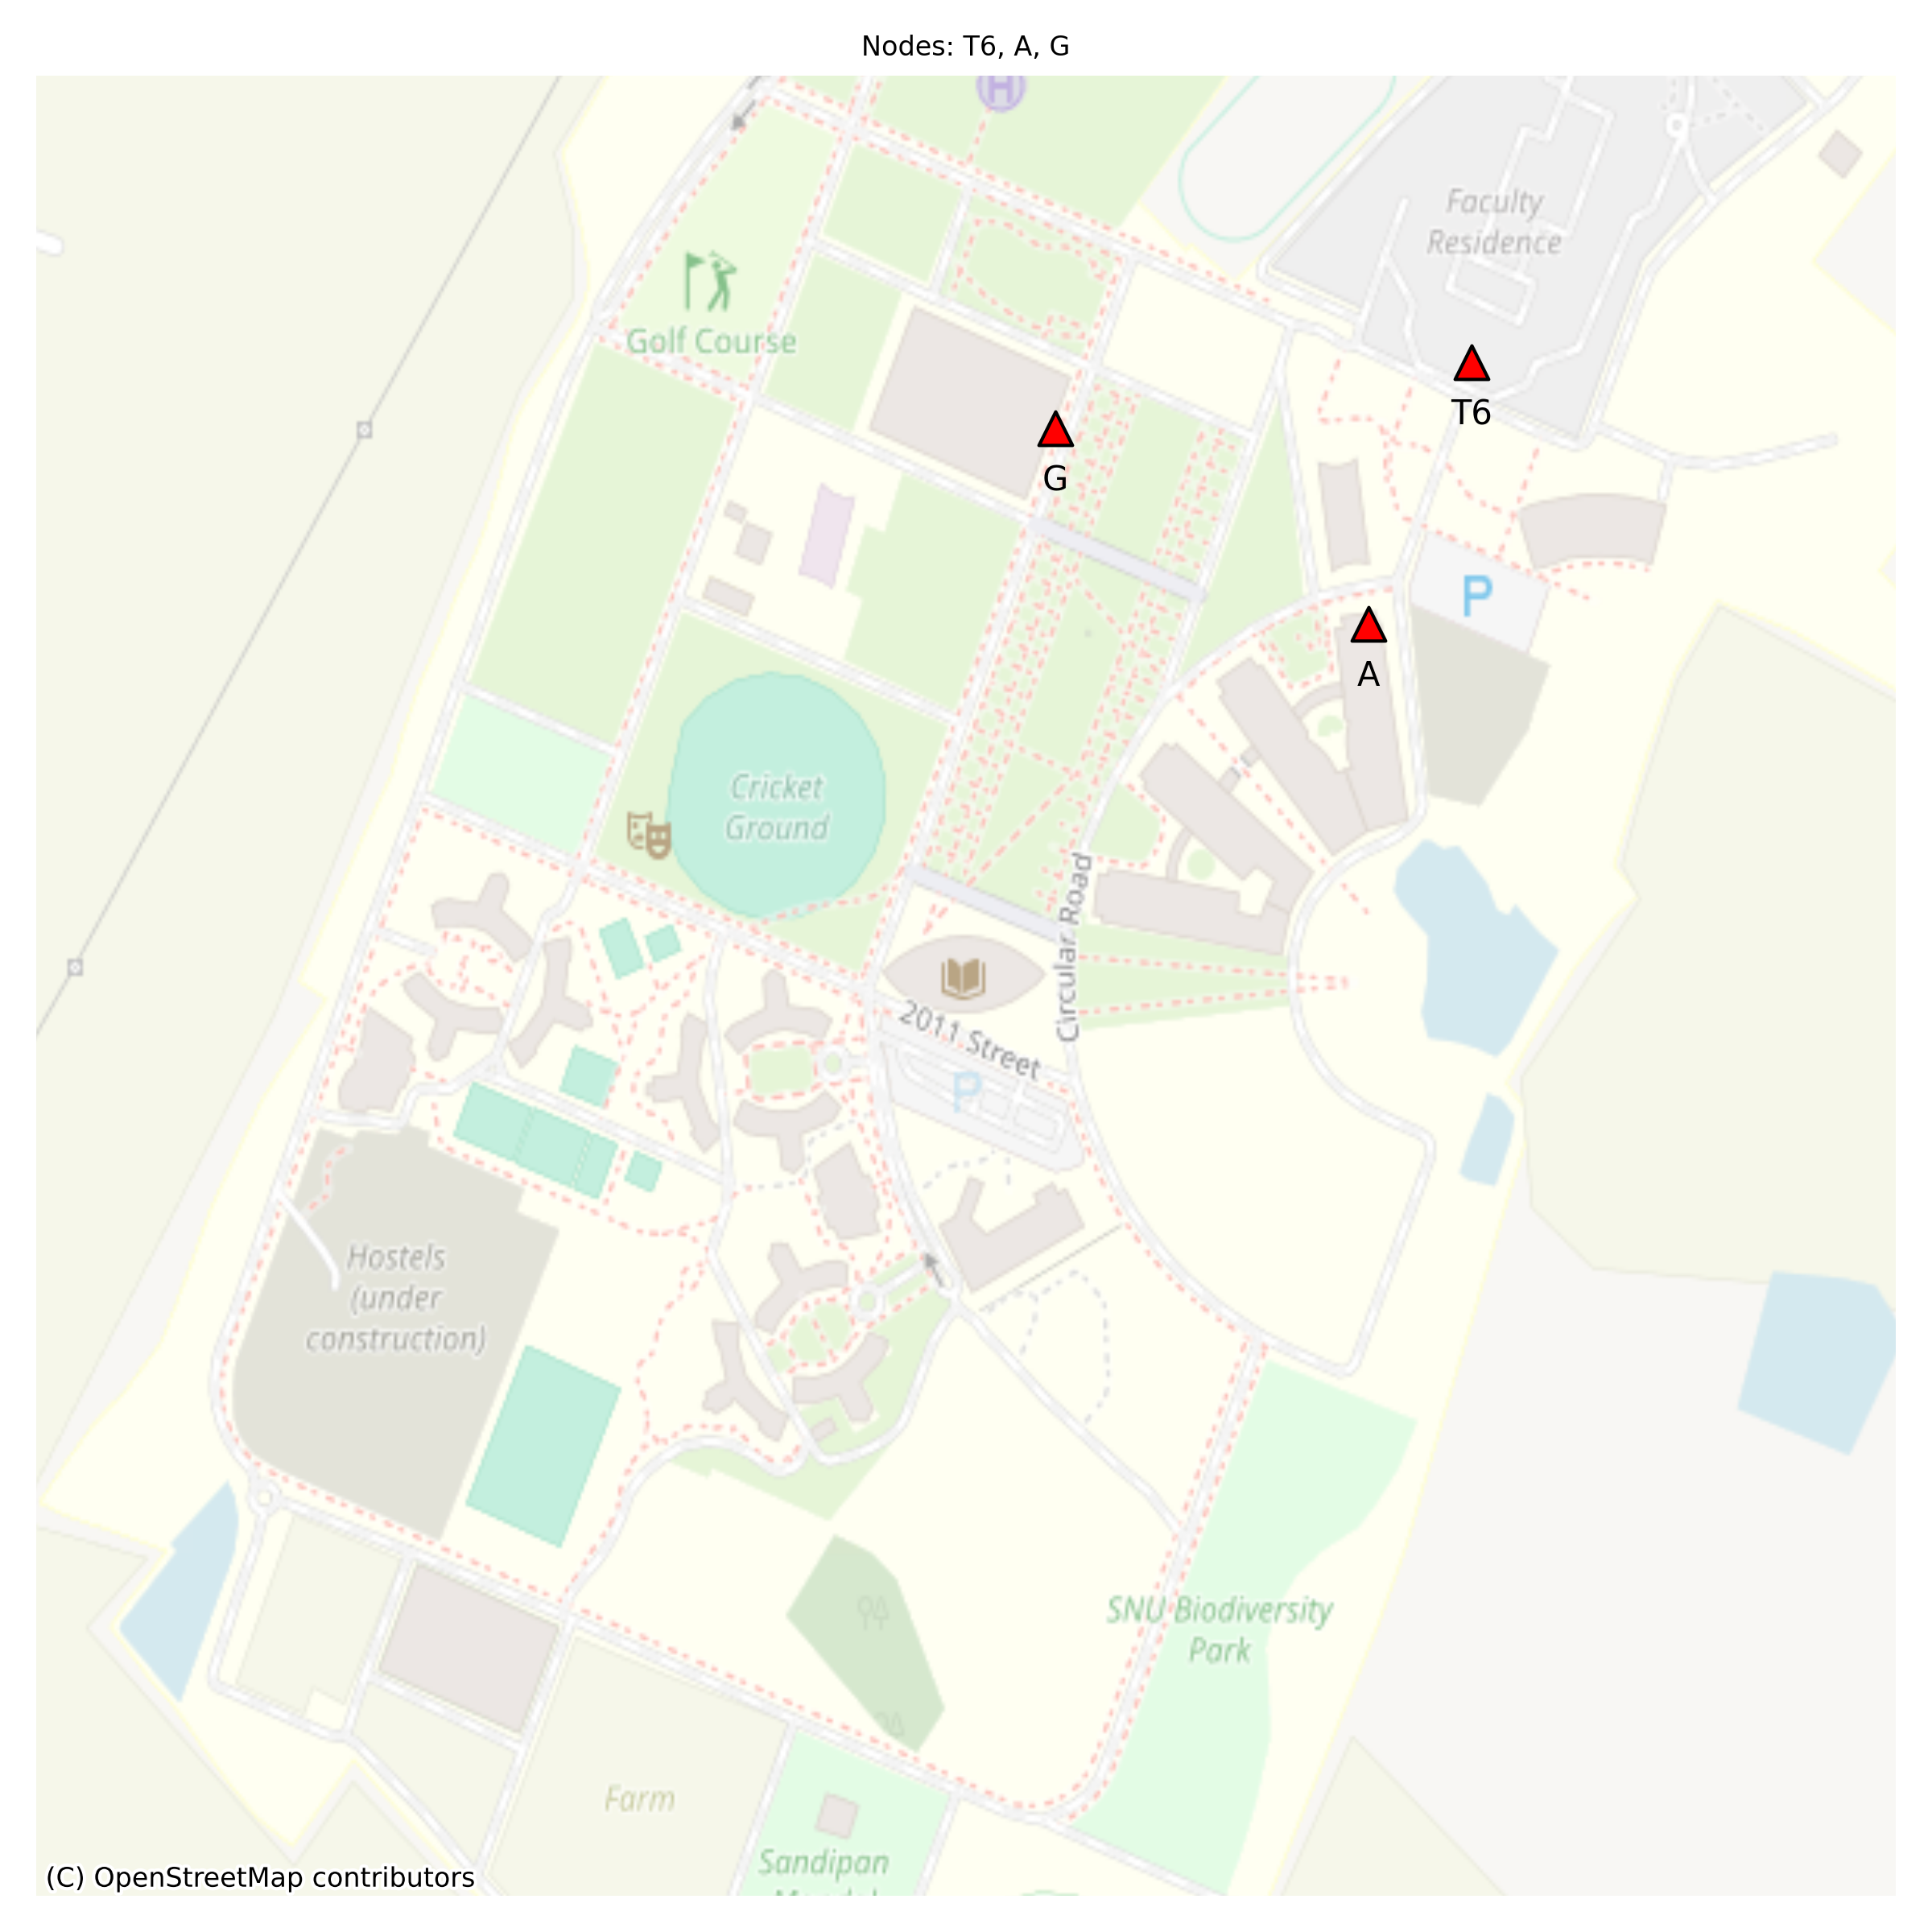 Nodes: T6, A, G
H
Faculty
Residence
Golf Course
T6
G
P
A
Cricket
Ground
Circular Road
2011 Street
P
Hostels
(under
construction)
SNU Biodiversity
Park
Farm
Sandipan
(C) OpenStreetMap contributors